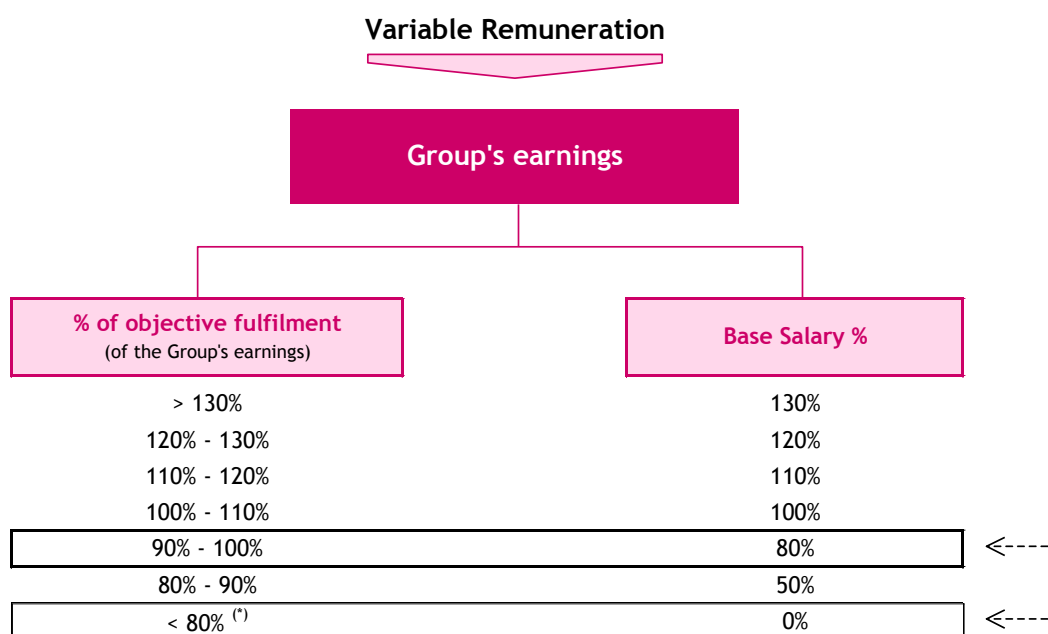 Variable Remuneration
Group's earnings
% of objective fulfilment
(of the Group's earnings)
Base Salary %
> 130% 130%
120% - 130% 120%
110% - 120% 110%
100% - 110% 100%
90% - 100% 80%
80% - 90% 50%
< 80% (*) 0%